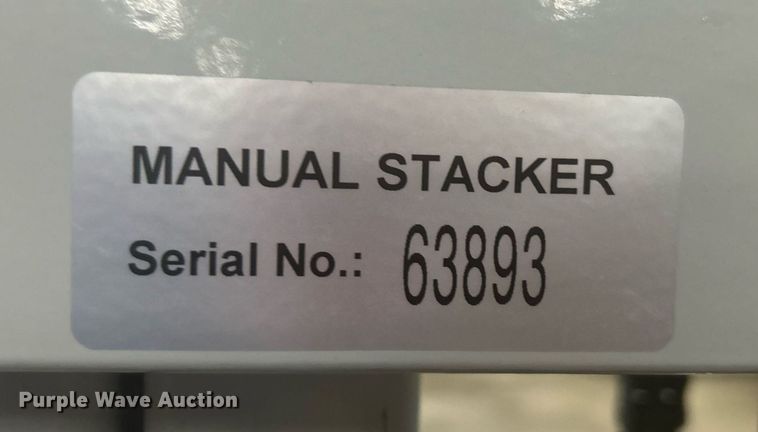 MANUAL STACKER
Serial No.: 63893
Purple Wave Auction